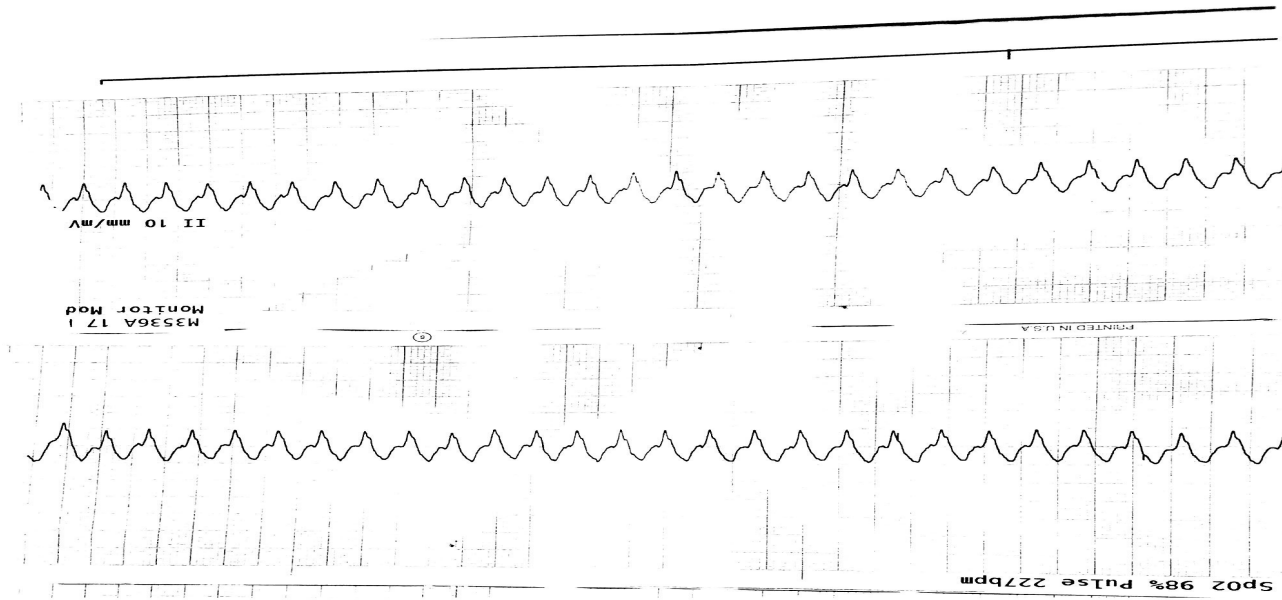 SpO2 98% Pulse 227bpm
PRINTED IN U.S.A
M3536A 17
Monitor Mod
II 10 mm/mV